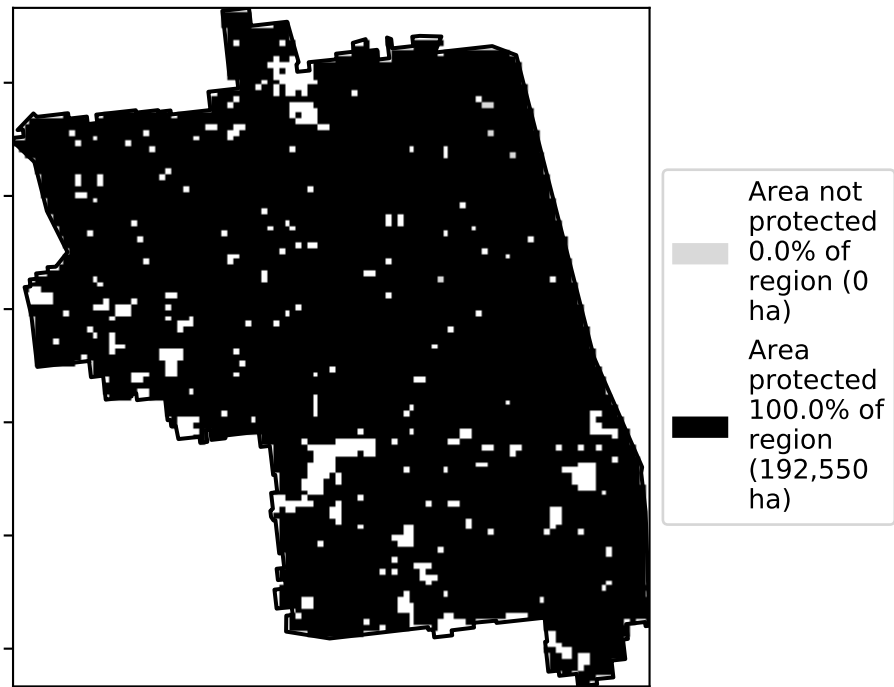 Area not
protected
0.0% of
region (0
ha)
Area
protected
100.0% of
region
(192,550
ha)